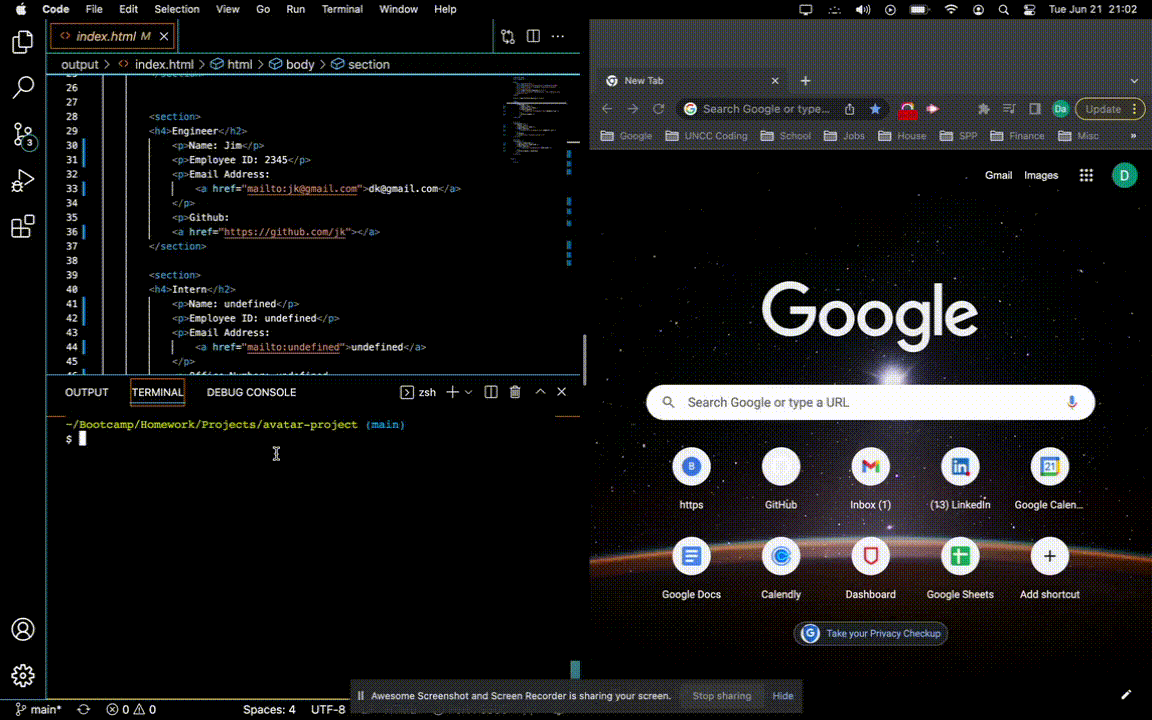 Code File Edit Selection View Go Run Terminal Window Help Tue Jun 21 21:02
index.html M
output > index.html > html > body > section
26
27
28 <section>
29 <h4>Engineer</h2>
30 <p>Name: Jim</p>
31 <p>Employee ID: 2345</p>
32 <p>Email Address:
33 <a href="mailto:jk@gmail.com">dk@gmail.com</a>
34 </p>
35 <p>Github:
36 <a href="https://github.com/jk"></a>
37 </section>
38
39 <section>
40 <h4>Intern</h2>
41 <p>Name: undefined</p>
42 <p>Employee ID: undefined</p>
43 <p>Email Address:
44 <a href="mailto:undefined">undefined</a>
45 </p>
OUTPUT TERMINAL DEBUG CONSOLE zsh
~/Bootcamp/Homework/Projects/avatar-project (main)
$
main* 0 0 Spaces: 4 UTF-8
New Tab
Search Google or type... Da Update
Google UNCC Coding School Jobs House SPP Finance Misc »
Gmail Images D
Google
Search Google or type a URL
B
https GitHub Inbox (1) (13) LinkedIn Google Calen...
Google Docs Calendly Dashboard Google Sheets Add shortcut
Take your Privacy Checkup
Awesome Screenshot and Screen Recorder is sharing your screen. Stop sharing Hide